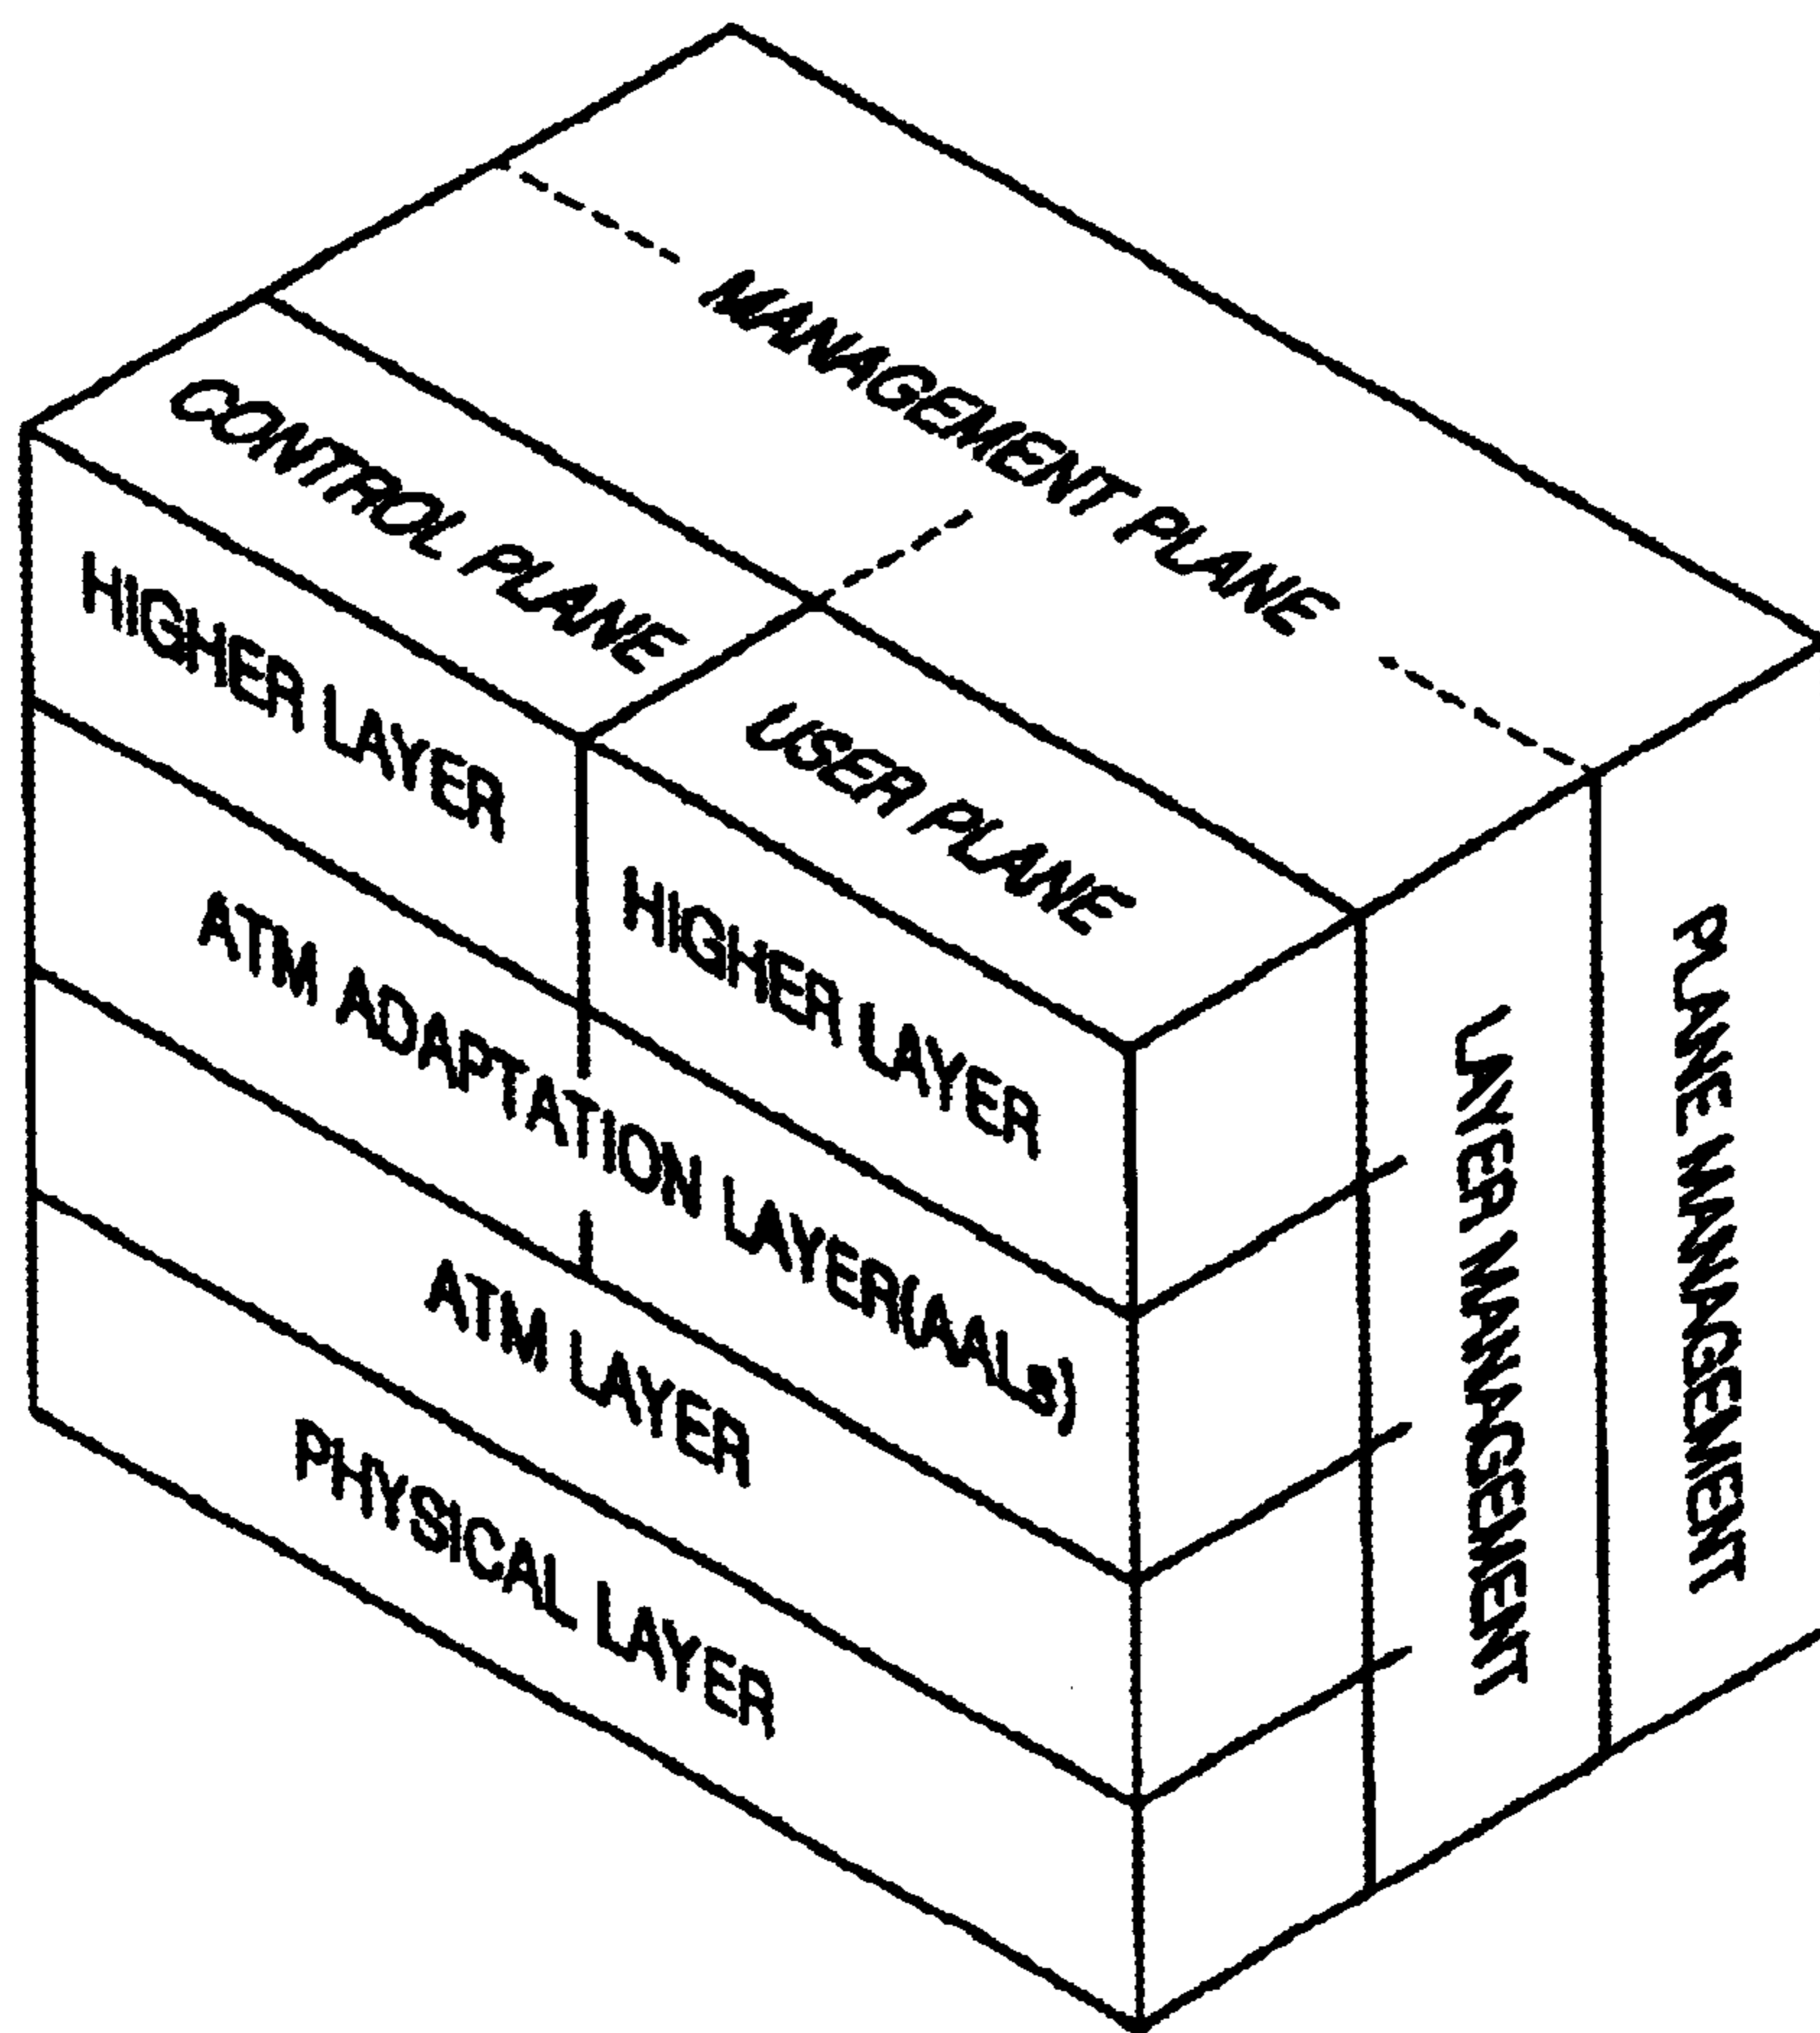 MANAGEMENT PLANE
CONTROL PLANE
USER PLANE
HIGHER LAYER
HIGHER LAYER
ATM ADAPTATION LAYER(AALS)
ATM LAYER
PHYSICAL LAYER
LAYER MANAGEMENT
PLANE MANAGEMENT